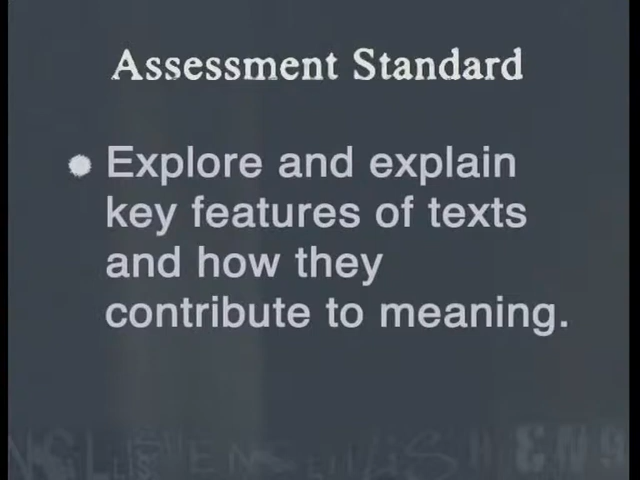 Assessment Standard
Explore and explain
key features of texts
and how they
contribute to meaning.